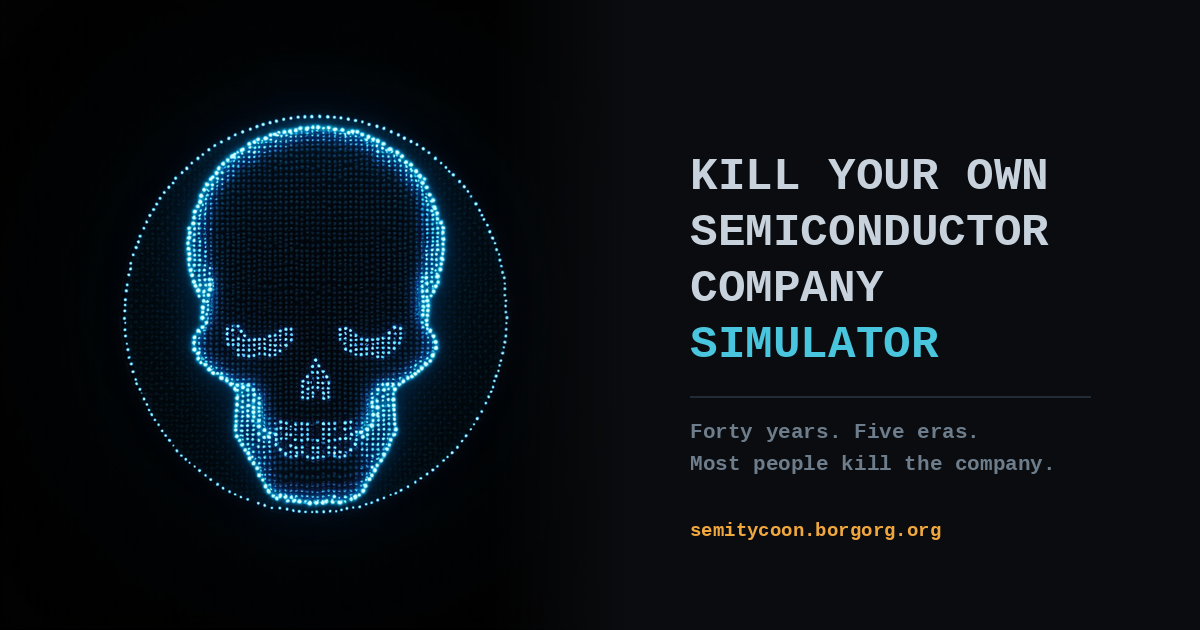 KILL YOUR OWN
SEMICONDUCTOR
COMPANY
SIMULATOR
Forty years. Five eras.
Most people kill the company.
semitycoon.borgorg.org